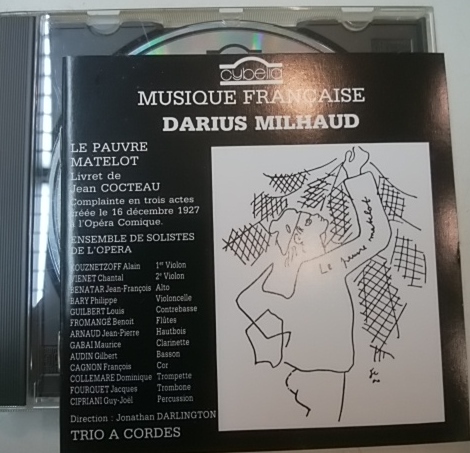 cybelia
MUSIQUE FRANÇAISE
DARIUS MILHAUD
LE PAUVRE
MATELOT
Livret de
Jean COCTEAU
Complainte en trois actes
créée le 16 décembre 1927
à l'Opéra Comique.
ENSEMBLE DE SOLISTES
DE L'OPERA
KOUZNETZOFF Alain 1er Violon
VIENET Chantal 2e Violon
BENATAR Jean-François Alto
BARY Philippe Violoncelle
GUILBERT Louis Contrebasse
FROMANGÉ Benoit Flûtes
ARNAUD Jean-Pierre Hautbois
GABAI Maurice Clarinette
AUDIN Gilbert Basson
CAGNON François Cor
COLLEMARE Dominique Trompette
FOURQUET Jacques Trombone
CIPRIANI Guy-Joël Percussion
Direction : Jonathan DARLINGTON
TRIO A CORDES
Le pauvre matelot